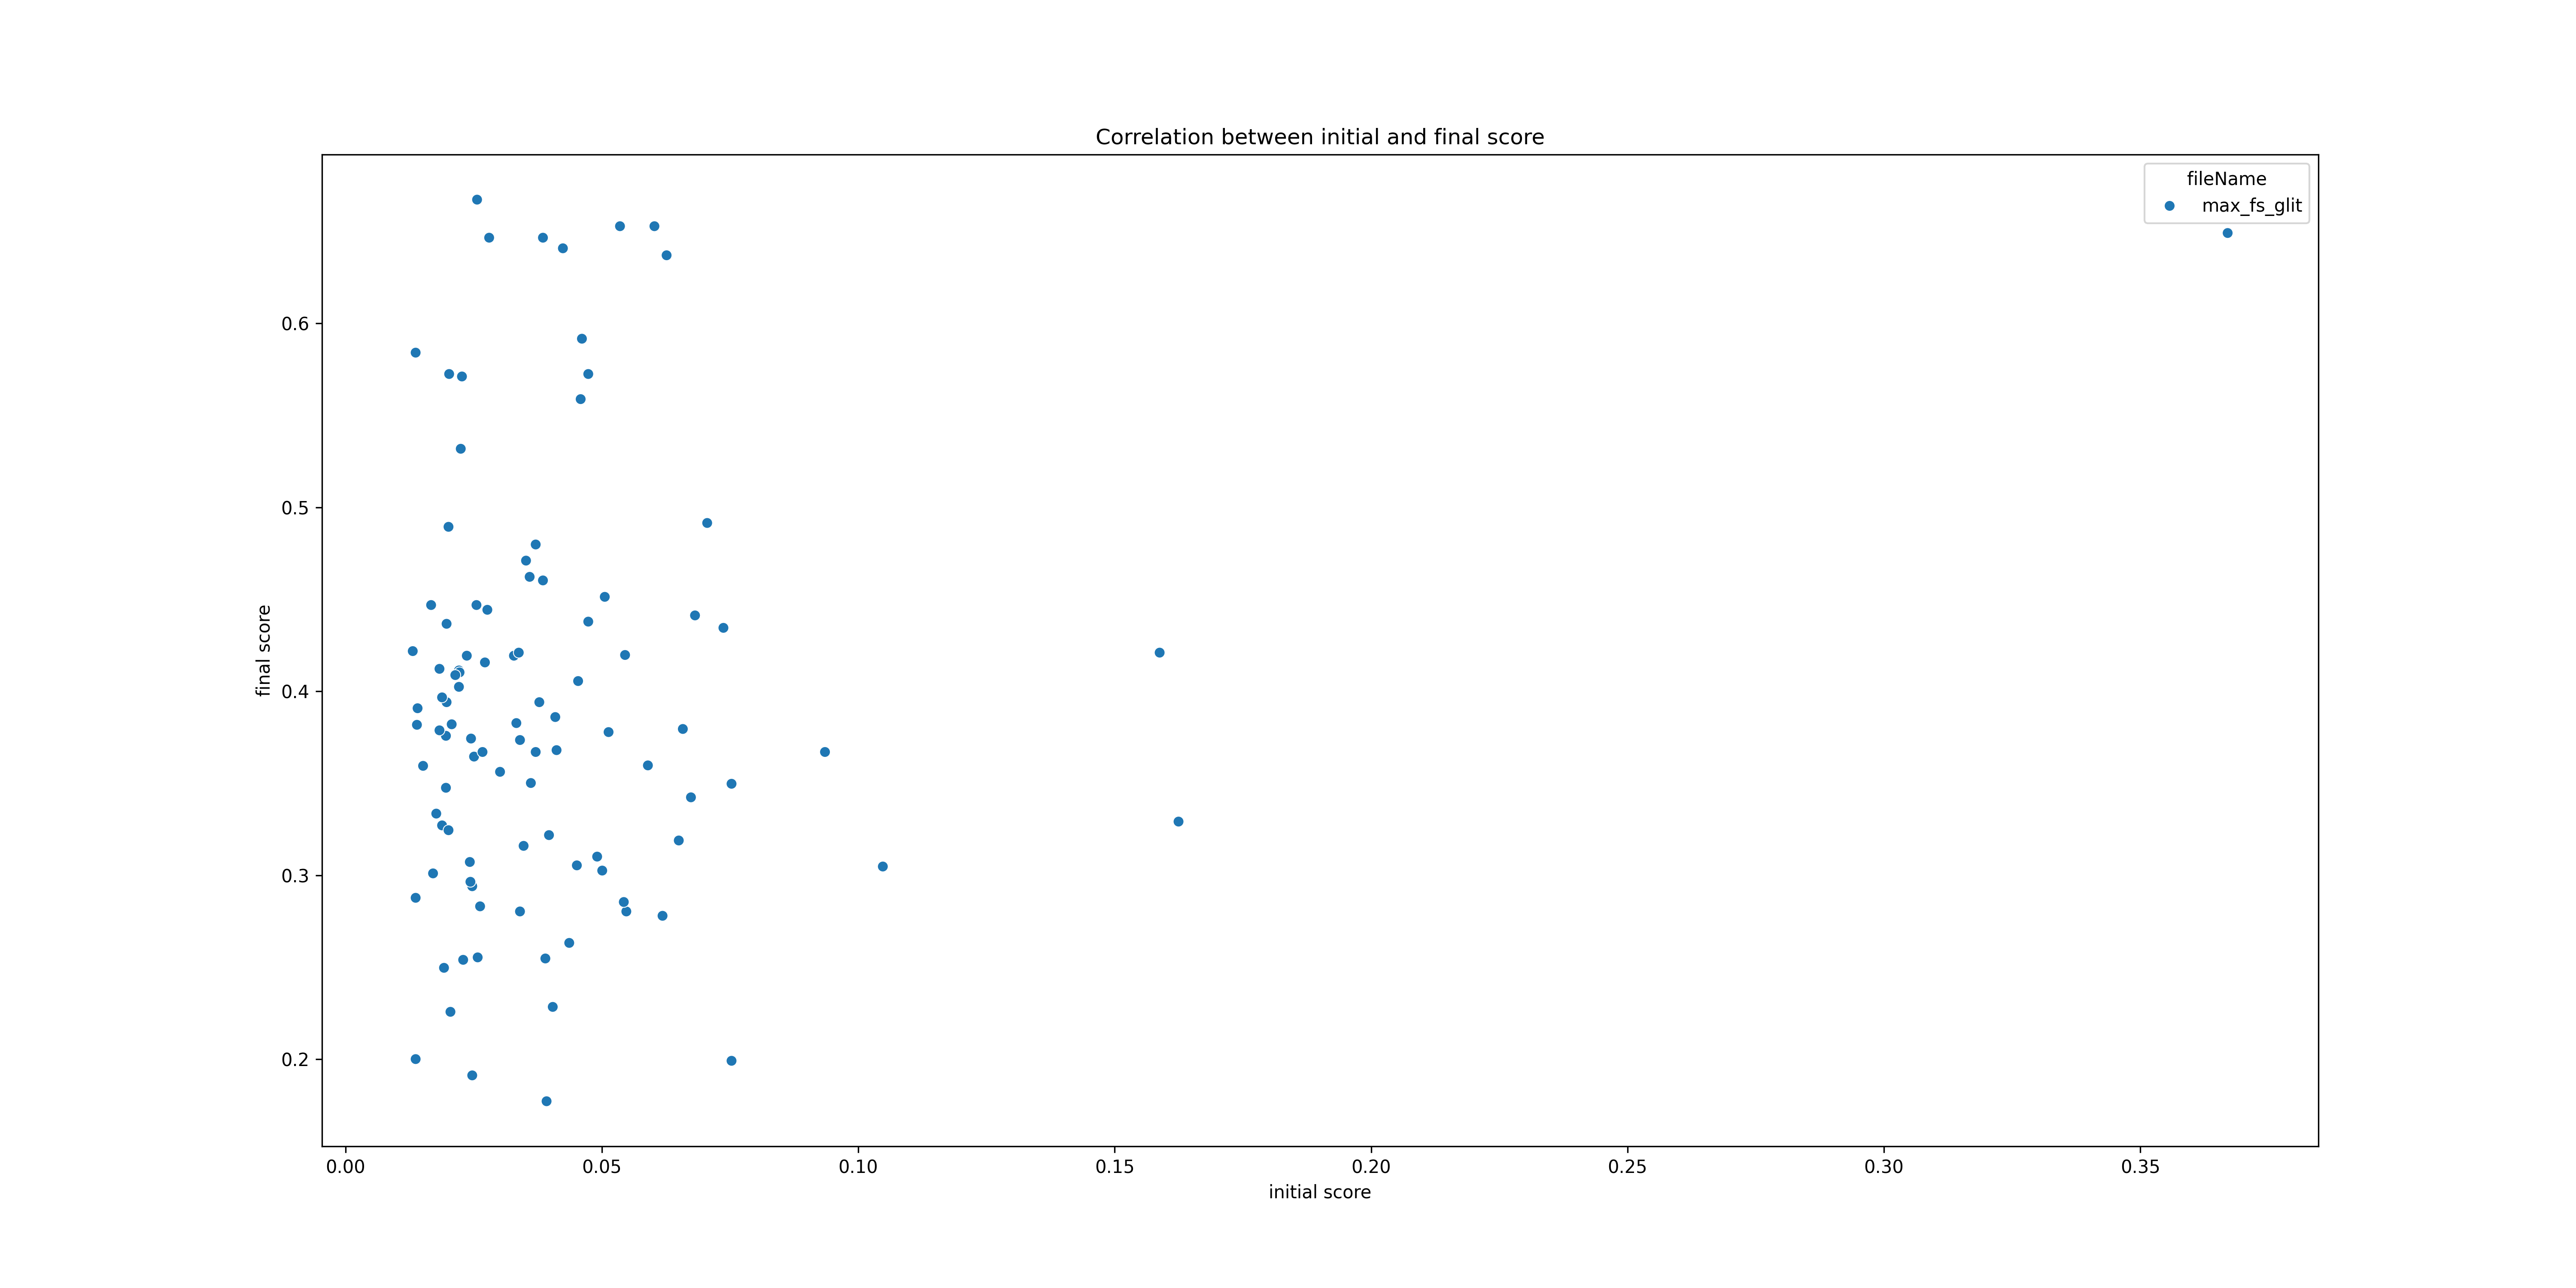 Correlation between initial and final score
fileName
max_fs_glit
0.6
0.5
0.4
0.3
0.2
final score
0.00 0.05 0.10 0.15 0.20 0.25 0.30 0.35
initial score